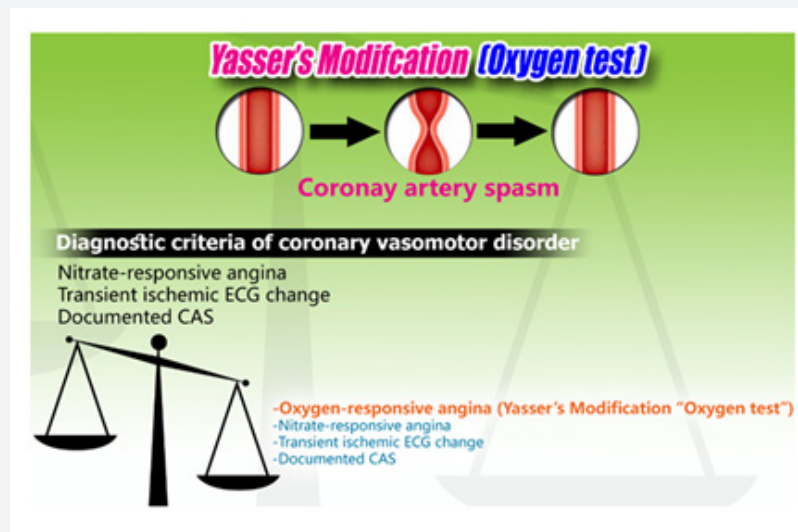 Yasser's Modifcation (Oxygen test)
Coronay artery spasm
Diagnostic criteria of coronary vasomotor disorder
Nitrate-responsive angina
Transient ischemic ECG change
Documented CAS
-Oxygen-responsive angina (Yasser's Modification "Oxygen test")
-Nitrate-responsive angina
-Transient ischemic ECG change
-Documented CAS